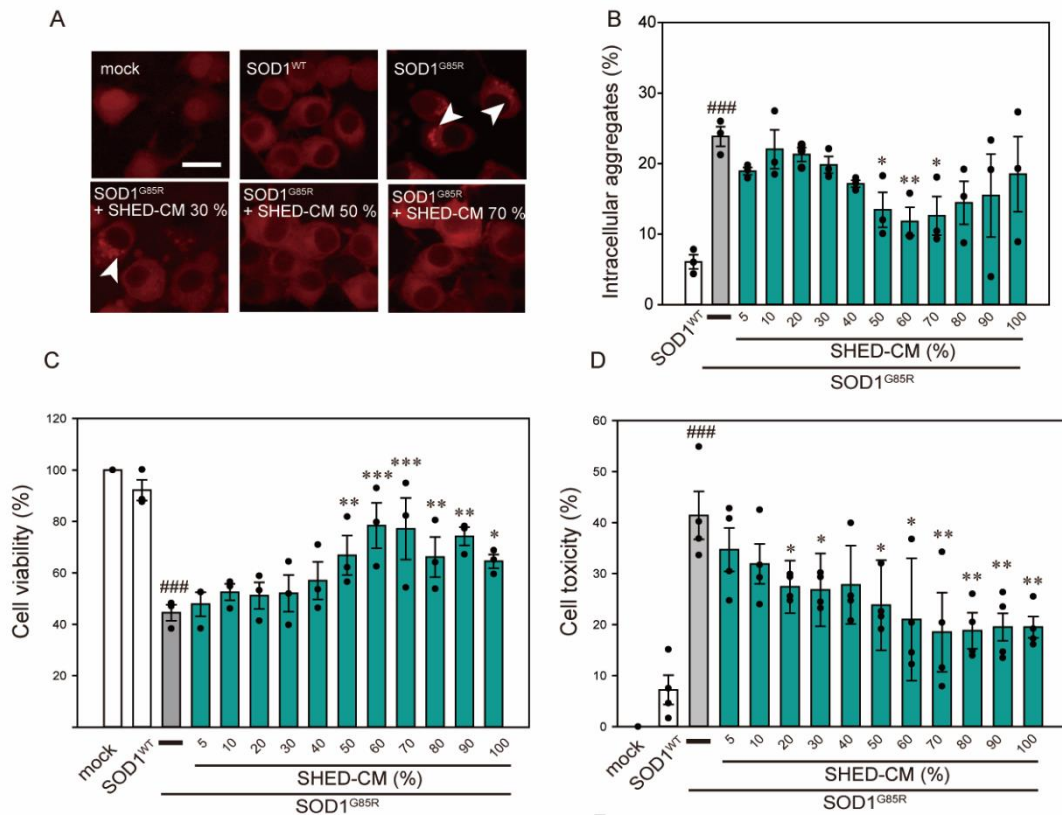 A
mock
SOD1WT
SOD1G85R
SOD1G85R
+ SHED-CM 30 %
SOD1G85R
+ SHED-CM 50 %
SOD1G85R
+ SHED-CM 70 %
B
Intracellular aggregates (%)
40
30
20
10
0
###
*
**
*
SOD1WT
5
10
20
30
40
50
60
70
80
90
100
SHED-CM (%)
SOD1G85R
C
Cell viability (%)
120
100
80
60
40
20
###
**
***
***
**
**
*
mock
SOD1WT
5
10
20
30
40
50
60
70
80
90
100
SHED-CM (%)
SOD1G85R
D
Cell toxicity (%)
60
50
40
30
20
10
0
###
*
*
*
*
**
**
**
**
mock
SOD1WT
5
10
20
30
40
50
60
70
80
90
100
SHED-CM (%)
SOD1G85R